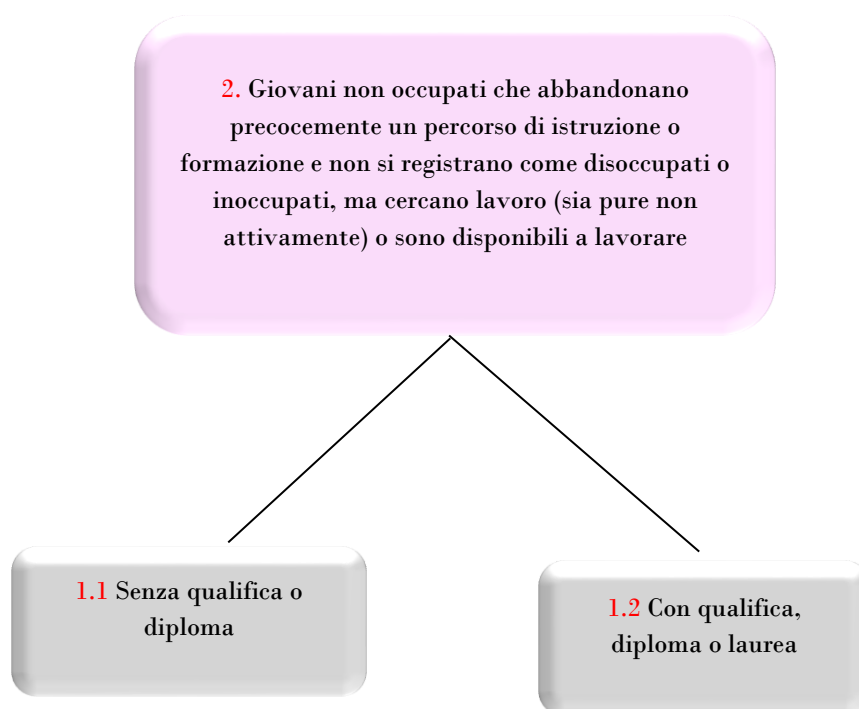 2. Giovani non occupati che abbandonano
precocemente un percorso di istruzione o
formazione e non si registrano come disoccupati o
inoccupati, ma cercano lavoro (sia pure non
attivamente) o sono disponibili a lavorare
1.1 Senza qualifica o
diploma
1.2 Con qualifica,
diploma o laurea